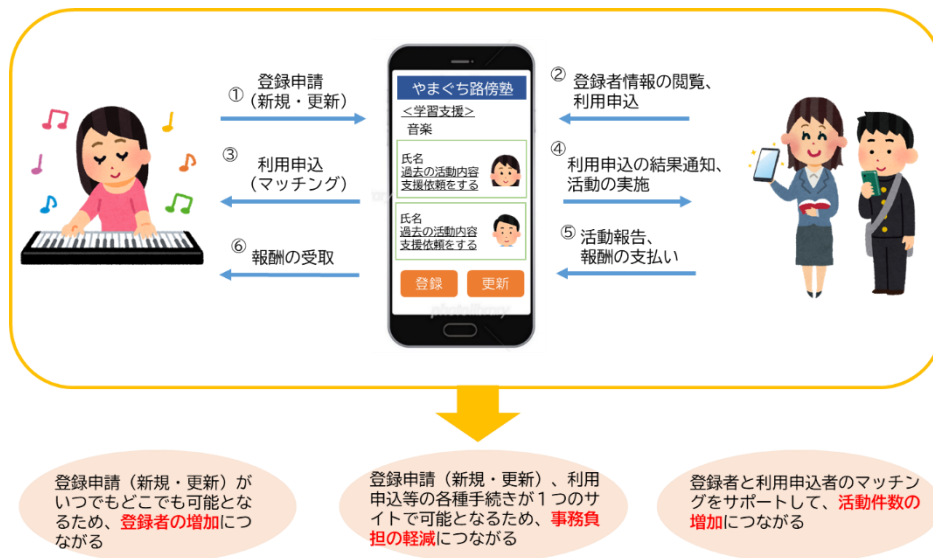 ①
登録申請
（新規・更新）
②
登録者情報の閲覧、
利用申込
③
利用申込
（マッチング）
④
利用申込の結果通知、
活動の実施
⑥
報酬の受取
⑤
活動報告、
報酬の支払い
やまぐち路傍塾
＜学習支援＞
音楽
氏名
過去の活動内容
支援依頼をする
氏名
過去の活動内容
支援依頼をする
登録
更新
登録申請（新規・更新）が
いつでもどこでも可能とな
るため、登録者の増加につ
ながる
登録申請（新規・更新）、利用
申込等の各種手続きが１つのサ
イトで可能となるため、事務負
担の軽減につながる
登録者と利用申込者のマッチン
グをサポートして、活動件数の
増加につながる